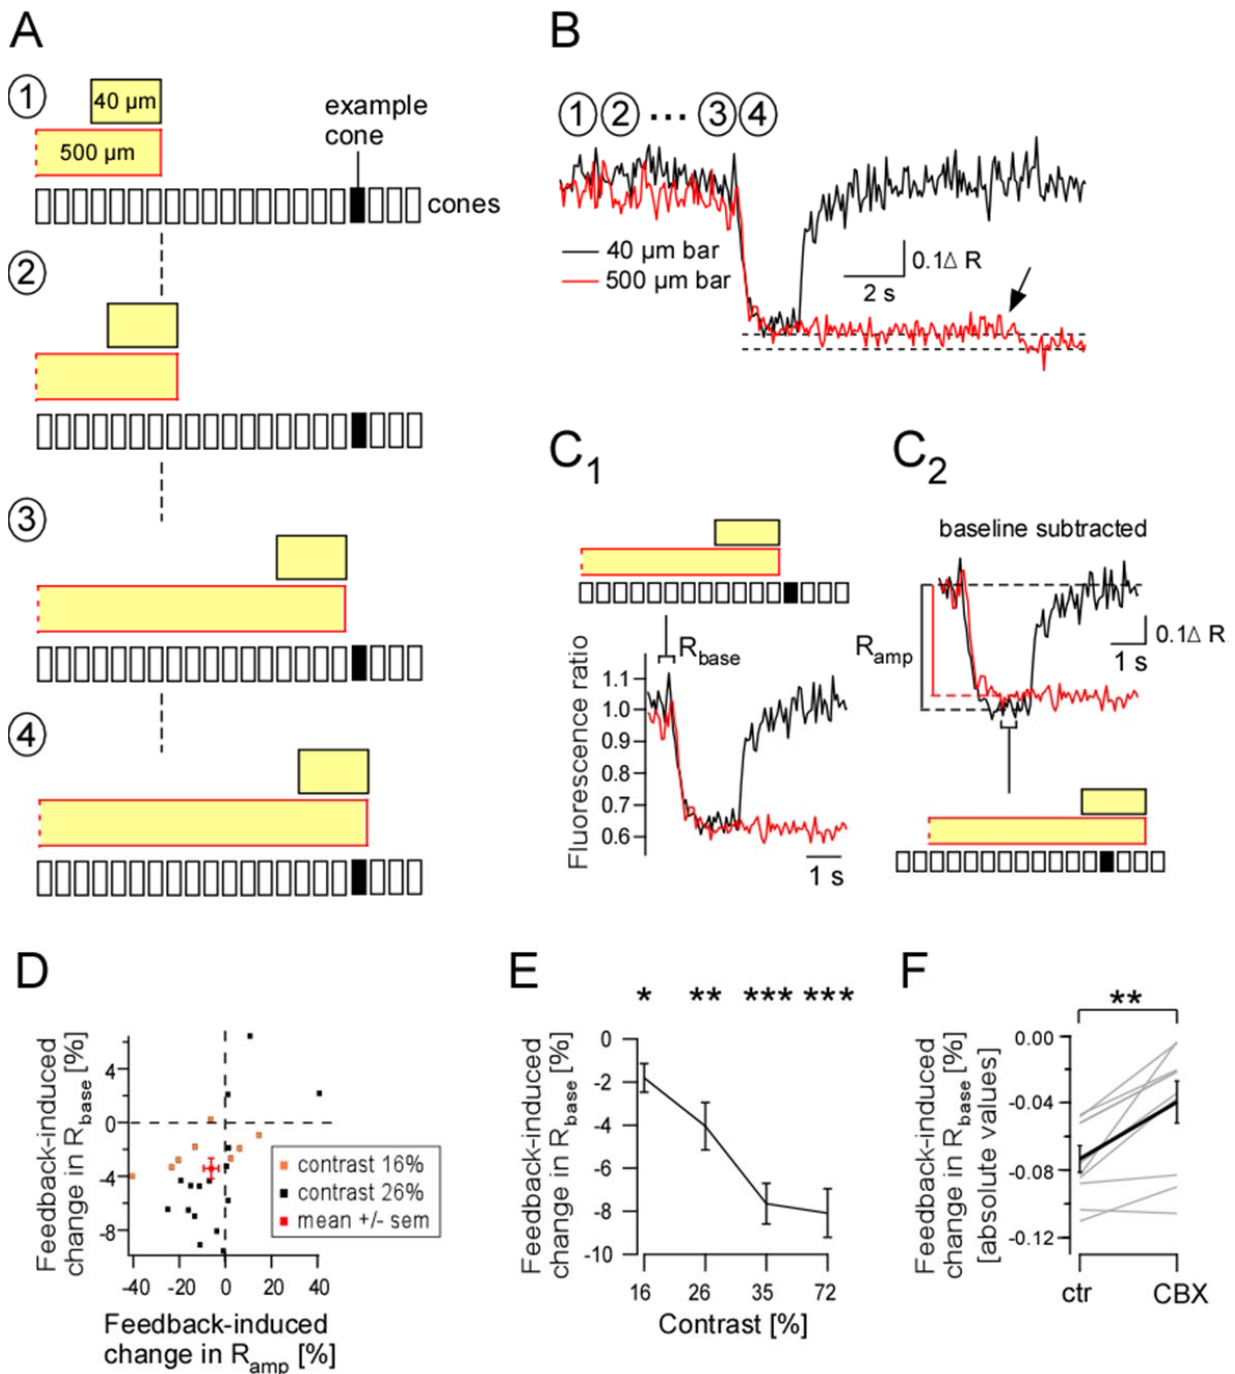 A
1
40 µm
500 µm
example
cone
cones
2
3
4
B
1 2 ... 3 4
40 µm bar
500 µm bar
0.1Δ R
2 s
C1
Rbase
Fluorescence ratio
1.1
1.0
0.9
0.8
0.7
0.6
1 s
C2
baseline subtracted
Ramp
0.1Δ R
1 s
D
Feedback-induced
change in Rbase [%]
4
0
-4
-8
-40 -20 0 20 40
Feedback-induced
change in Ramp [%]
contrast 16%
contrast 26%
mean +/- sem
E
* ** *** ***
Feedback-induced
change in Rbase [%]
0
-2
-4
-6
-8
-10
16 26 35 72
Contrast [%]
F
**
Feedback-induced
change in Rbase [%]
[absolute values]
0.00
-0.04
-0.08
-0.12
ctr CBX